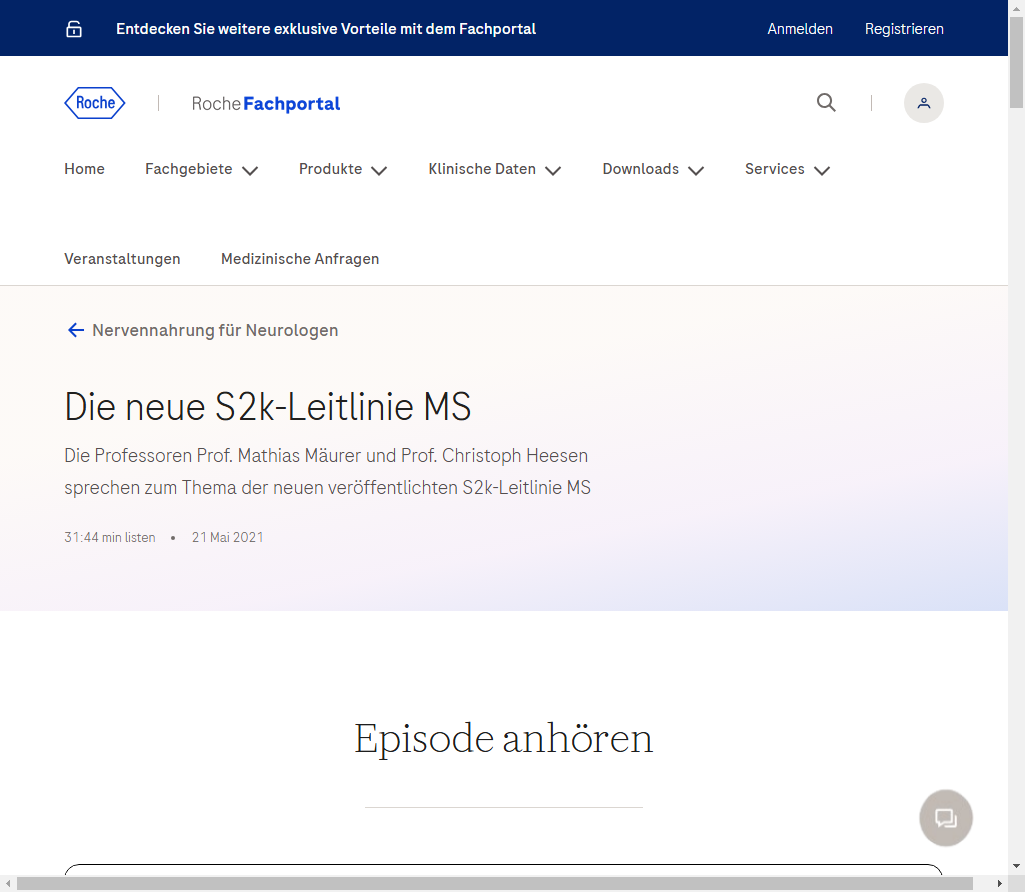 Entdecken Sie weitere exklusive Vorteile mit dem Fachportal
Anmelden
Registrieren
Roche
RocheFachportal
Home
Fachgebiete
Produkte
Klinische Daten
Downloads
Services
Veranstaltungen
Medizinische Anfragen
Nervennahrung für Neurologen
Die neue S2k-Leitlinie MS
Die Professoren Prof. Mathias Mäurer und Prof. Christoph Heesen
sprechen zum Thema der neuen veröffentlichten S2k-Leitlinie MS
31:44 min listen • 21 Mai 2021
Episode anhören